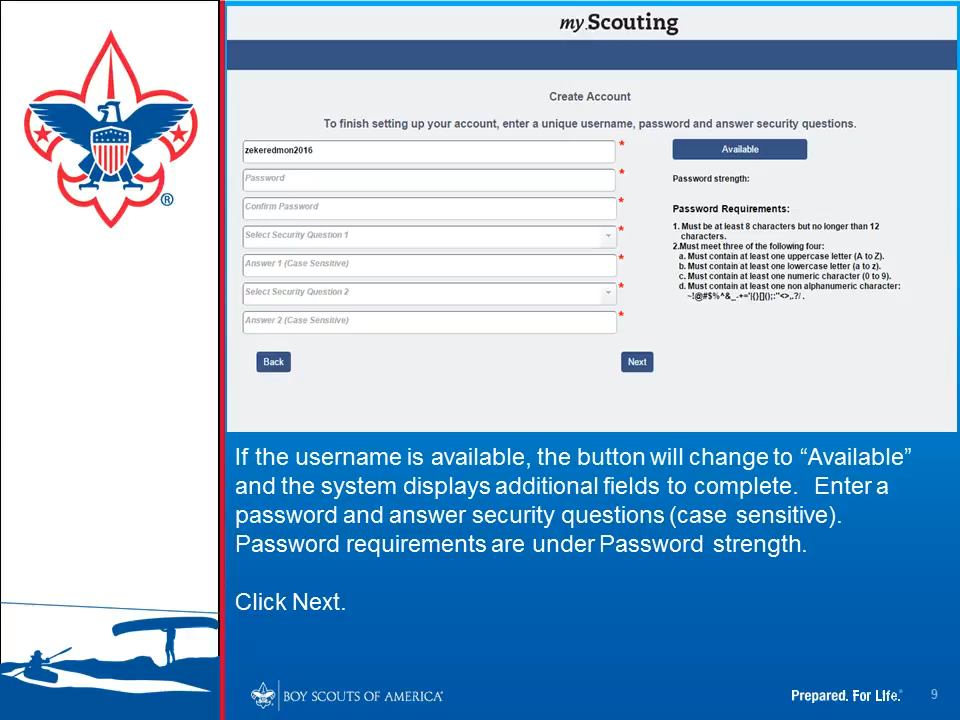 my.Scouting
Create Account
To finish setting up your account, enter a unique username, password and answer security questions.
zekeredmon2016 *
Available
Password *
Password strength:
Confirm Password *
Password Requirements:
Select Security Question 1 *
1. Must be at least 8 characters but no longer than 12
characters.
2.Must meet three of the following four:
a. Must contain at least one uppercase letter (A to Z).
b. Must contain at least one lowercase letter (a to z).
c. Must contain at least one numeric character (0 to 9).
d. Must contain at least one non alphanumeric character:
~!@#$%^&_-+='|{}[]();:"<>,.?/ .
Answer 1 (Case Sensitive) *
Select Security Question 2 *
Answer 2 (Case Sensitive) *
Back
Next
If the username is available, the button will change to “Available”
and the system displays additional fields to complete. Enter a
password and answer security questions (case sensitive).
Password requirements are under Password strength.
Click Next.
BOY SCOUTS OF AMERICA®
Prepared. For Life.®
9
®